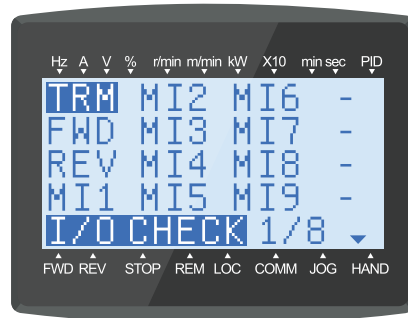 Hz A V % r/min m/min kW X10 min sec PID
TRM MI2 MI6 -
FWD MI3 MI7 -
REV MI4 MI8 -
MI1 MI5 MI9 -
I/O CHECK 1/8
FWD REV STOP REM LOC COMM JOG HAND